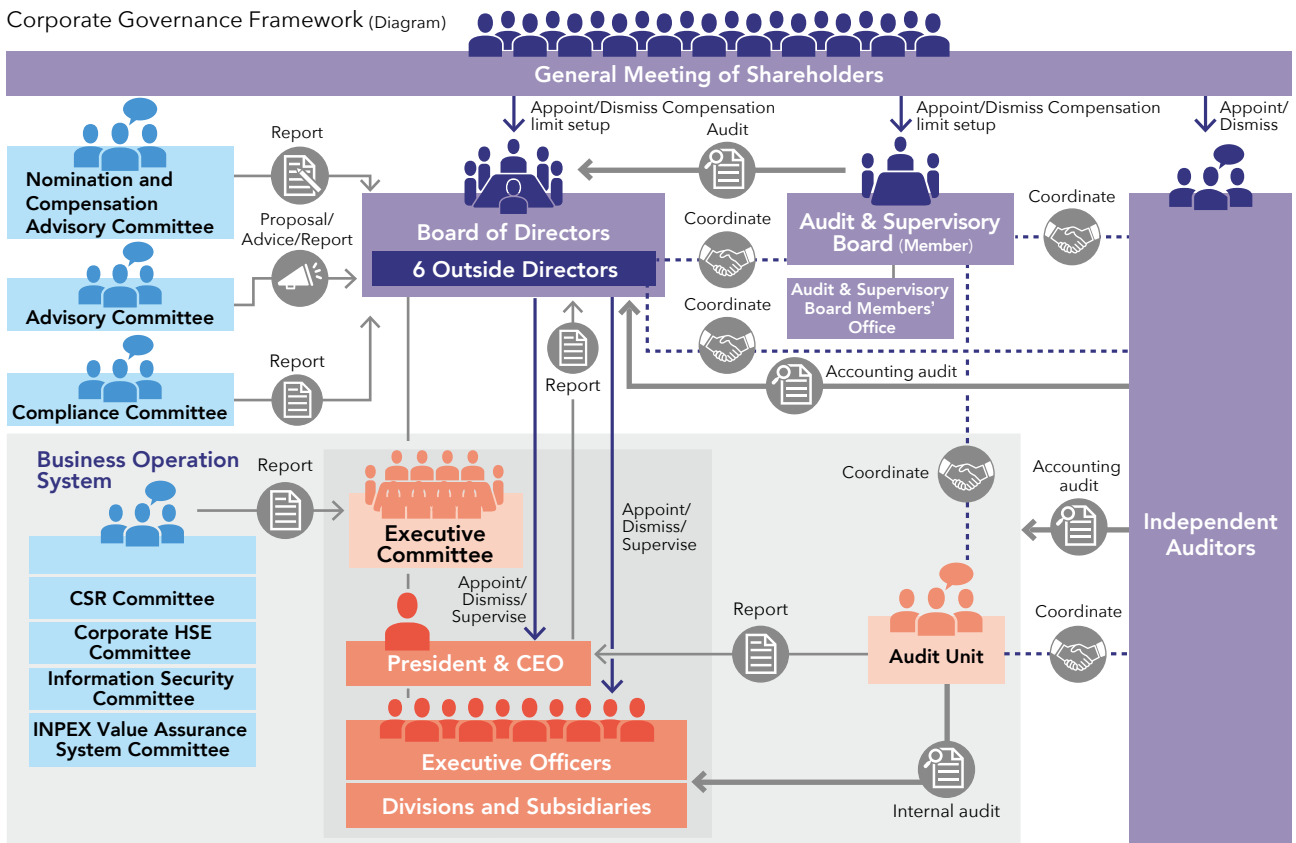 Corporate Governance Framework (Diagram)
General Meeting of Shareholders
Appoint/Dismiss Compensation
limit setup
Appoint/Dismiss Compensation
limit setup
Appoint/
Dismiss
Report
Audit
Nomination and
Compensation
Advisory Committee
Proposal/
Advice/Report
Board of Directors
6 Outside Directors
Coordinate
Audit & Supervisory
Board (Member)
Coordinate
Advisory Committee
Audit & Supervisory
Board Members'
Office
Coordinate
Report
Report
Accounting audit
Compliance Committee
Business Operation
System
Report
Executive
Committee
Coordinate
Accounting
audit
Independent
Auditors
Appoint/
Dismiss/
Supervise
Appoint/
Dismiss/
Supervise
CSR Committee
Corporate HSE
Committee
Information Security
Committee
INPEX Value Assurance
System Committee
President & CEO
Report
Audit Unit
Coordinate
Executive Officers
Divisions and Subsidiaries
Internal audit